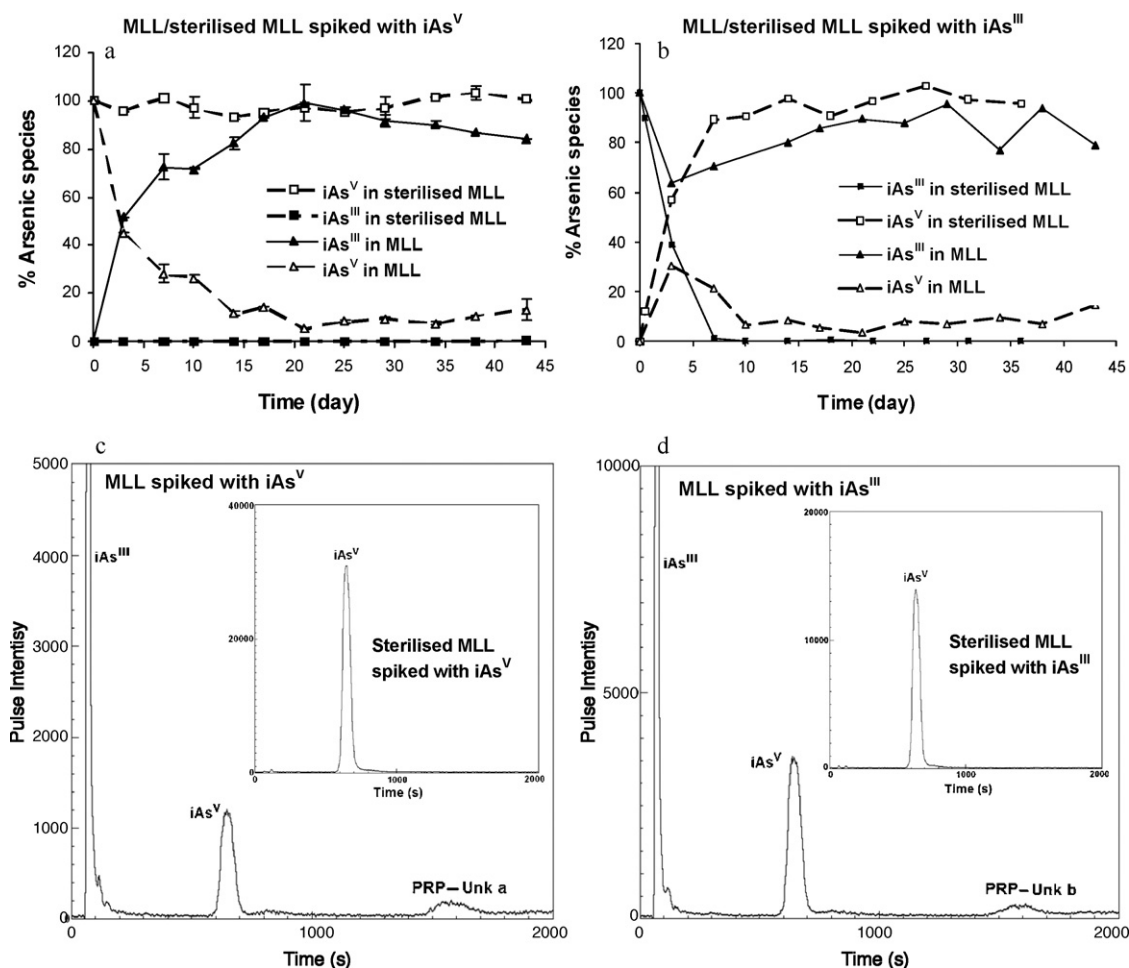 MLL/sterilised MLL spiked with iAsV
a
120
100
80
60
40
20
0
% Arsenic species
iAsV in sterilised MLL
iAsIII in sterilised MLL
iAsIII in MLL
iAsV in MLL
0 5 10 15 20 25 30 35 40 45
Time (day)
MLL/sterilised MLL spiked with iAsIII
b
120
100
80
60
40
20
0
% Arsenic species
iAsIII in sterilised MLL
iAsV in sterilised MLL
iAsIII in MLL
iAsV in MLL
0 5 10 15 20 25 30 35 40 45
Time (day)
c
MLL spiked with iAsV
5000
4000
3000
2000
1000
0
Pulse Intentisy
iAsIII
iAsV
PRP–Unk a
0 1000 2000
Time (s)
40000
20000
0
iAsV
Sterilised MLL
spiked with iAsV
0 1000 2000
Time (s)
d
MLL spiked with iAsIII
10000
5000
0
Pulse Intentisy
iAsIII
iAsV
PRP–Unk b
0 1000 2000
Time (s)
20000
10000
0
iAsV
Sterilised MLL
spiked with iAsIII
0 1000 2000
Time (s)